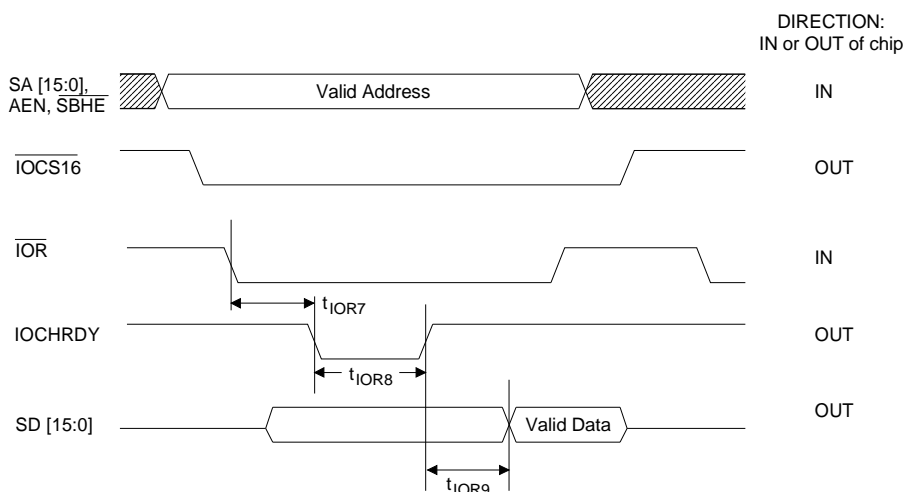 DIRECTION:
IN or OUT of chip
SA [15:0],
AEN, SBHE
Valid Address
IN
IOCS16
OUT
IOR
IN
tIOR7
IOCHRDY
OUT
tIOR8
OUT
SD [15:0]
Valid Data
tIOR9